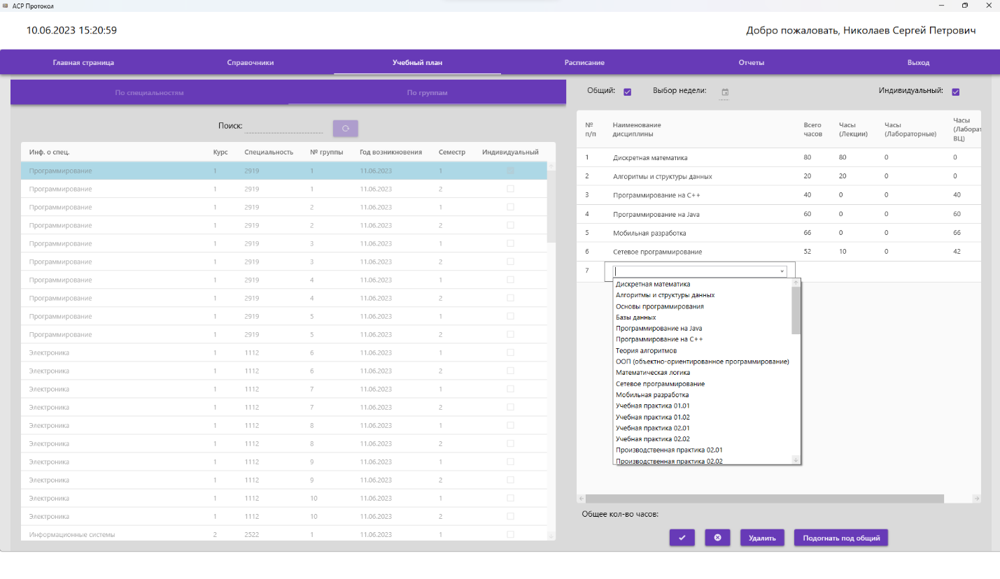 АСР Протокол
10.06.2023 15:20:59
Добро пожаловать, Николаев Сергей Петрович
Главная страница Справочники Учебный план Расписание Отчеты Выход
По специальностям По группам
Поиск:
Инф. о спец. Курс Специальность № группы Год возникновения Семестр Индивидуальный
Программирование 1 2919 1 11.06.2023 1
Программирование 1 2919 1 11.06.2023 2
Программирование 1 2919 2 11.06.2023 1
Программирование 1 2919 2 11.06.2023 2
Программирование 1 2919 3 11.06.2023 1
Программирование 1 2919 3 11.06.2023 2
Программирование 1 2919 4 11.06.2023 1
Программирование 1 2919 4 11.06.2023 2
Программирование 1 2919 5 11.06.2023 1
Программирование 1 2919 5 11.06.2023 2
Электроника 1 1112 6 11.06.2023 1
Электроника 1 1112 6 11.06.2023 2
Электроника 1 1112 7 11.06.2023 1
Электроника 1 1112 7 11.06.2023 2
Электроника 1 1112 8 11.06.2023 1
Электроника 1 1112 8 11.06.2023 2
Электроника 1 1112 9 11.06.2023 1
Электроника 1 1112 9 11.06.2023 2
Электроника 1 1112 10 11.06.2023 1
Электроника 1 1112 10 11.06.2023 2
Информационные системы 2 2522 1 11.06.2023 1
Общий: Выбор недели: Индивидуальный:
№ п/п Наименование дисциплины Всего часов Часы (Лекции) Часы (Лабораторные) Часы (Лаборат ВЦ)
1 Дискретная математика 80 80 0 0
2 Алгоритмы и структуры данных 20 20 0 0
3 Программирование на C++ 40 0 0 40
4 Программирование на Java 60 0 0 60
5 Мобильная разработка 66 0 0 66
6 Сетевое программирование 52 10 0 42
7
Дискретная математика
Алгоритмы и структуры данных
Основы программирования
Базы данных
Программирование на Java
Программирование на C++
Теория алгоритмов
ООП (объектно-ориентированное программирование)
Математическая логика
Сетевое программирование
Мобильная разработка
Учебная практика 01.01
Учебная практика 01.02
Учебная практика 02.01
Учебная практика 02.02
Производственная практика 02.01
Производственная практика 02.02
Общее кол-во часов:
Удалить Подогнать под общий